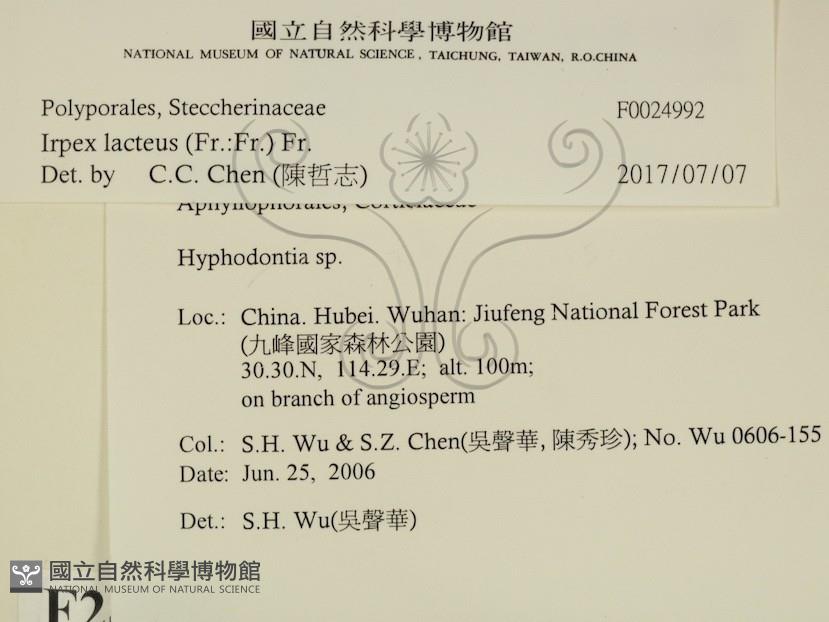 國立自然科學博物館
NATIONAL MUSEUM OF NATURAL SCIENCE, TAICHUNG, TAIWAN, R.O.CHINA
Polyporales, Steccherinaceae F0024992
Irpex lacteus (Fr.:Fr.) Fr.
Det. by C.C. Chen (陳哲志) 2017/07/07
Aphyllophorales, Corticiaceae
Hyphodontia sp.
Loc.: China. Hubei. Wuhan: Jiufeng National Forest Park
(九峰國家森林公園)
30.30.N, 114.29.E; alt. 100m;
on branch of angiosperm
Col.: S.H. Wu & S.Z. Chen(吳聲華, 陳秀珍); No. Wu 0606-155
Date: Jun. 25, 2006
Det.: S.H. Wu(吳聲華)
國立自然科學博物館
NATIONAL MUSEUM OF NATURAL SCIENCE